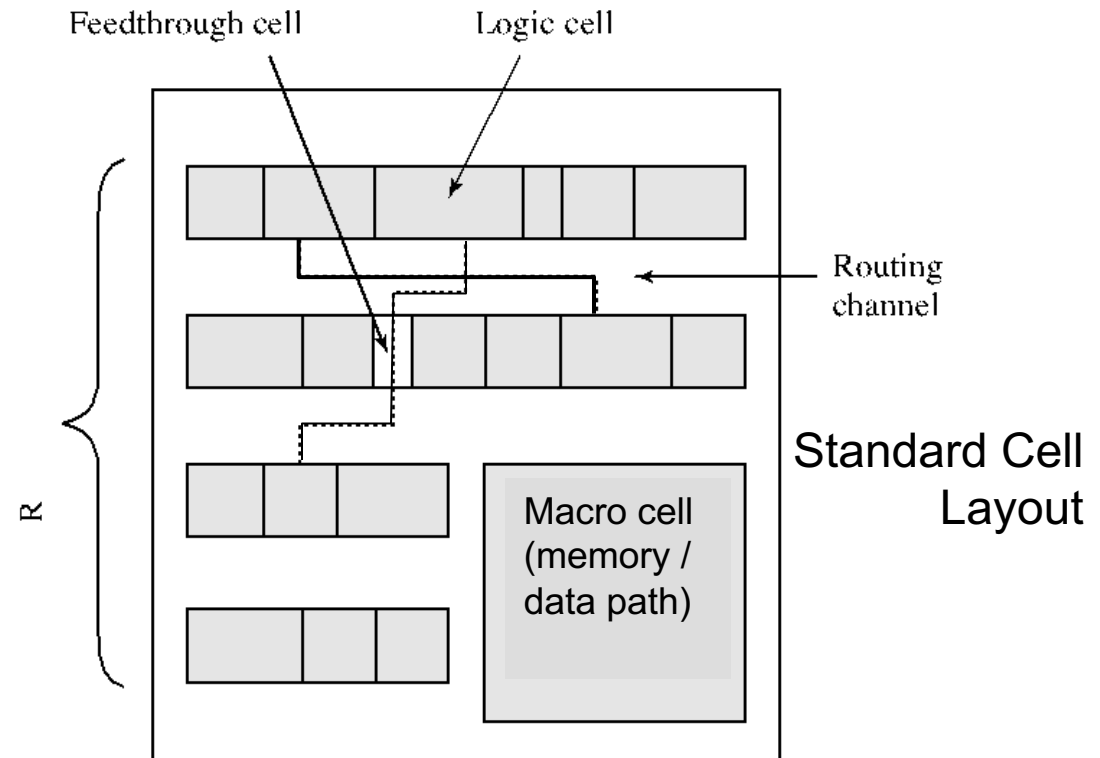 Feedthrough cell
Logic cell
Routing
channel
Standard Cell
Layout
R
Macro cell
(memory /
data path)